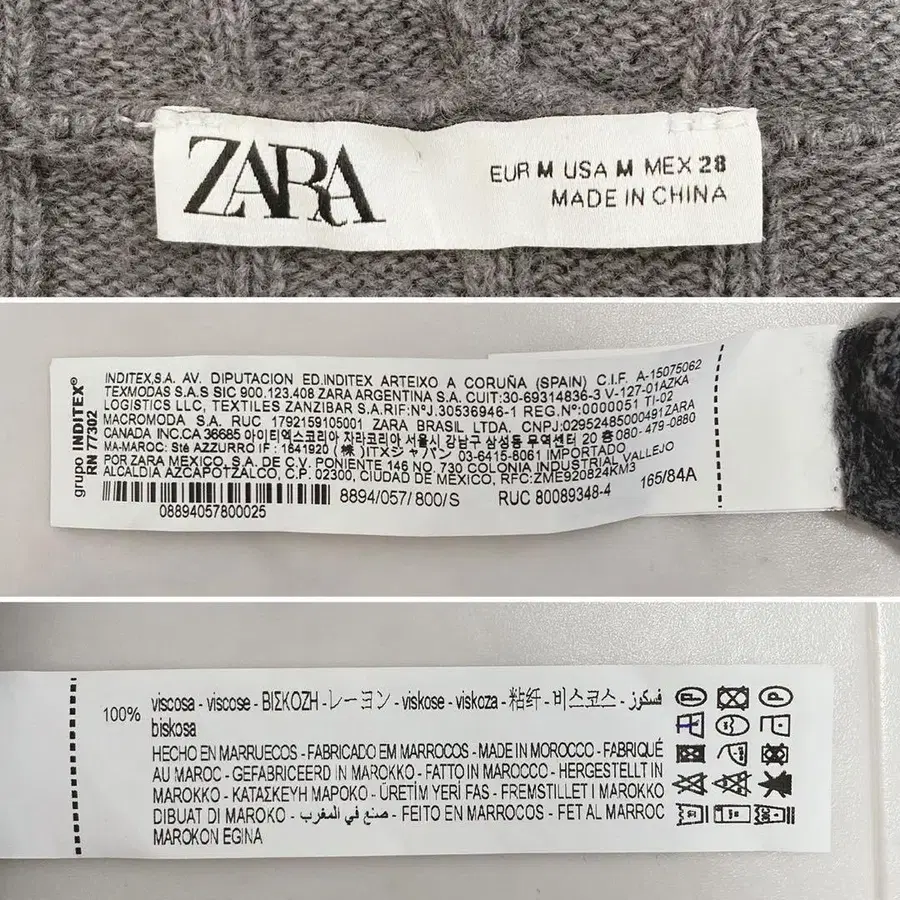 ZARA
EUR M USA M MEX 28
MADE IN CHINA
grupo INDITEX®
RN 77302
INDITEX,S.A. AV. DIPUTACION ED.INDITEX ARTEIXO A CORUÑA (SPAIN) C.I.F. A-15075062
TEXMODAS S.A.S SIC 900.123.408 ZARA ARGENTINA S.A. CUIT:30-69314836-3 V-127-01AZKA
LOGISTICS LLC, TEXTILES ZANZIBAR S.A.RIF:NºJ.30536946-1 REG.Nº:0000051 TI-02
MACROMODA S.A. RUC 1792159105001 ZARA BRASIL LTDA. CNPJ:02952485000491ZARA
CANADA INC.CA 36685 아이티엑스코리아 자라코리아 서울시 강남구 삼성동 무역센터 20 층 080-479-0880
MA-MAROC: Sté AZZURRO IF : 1641920 (株)ITXジャパン 03-6415-8061 IMPORTADO
POR ZARA MEXICO, S.A. DE C.V. PONIENTE 146 NO. 730 COLONIA INDUSTRIAL VALLEJO
ALCALDIA AZCAPOTZALCO, C.P. 02300, CIUDAD DE MEXICO, RFC:ZME920824KM3
8894/057/800/S RUC 80089348-4 165/84A
08894057800025
100% viscosa - viscose - ΒΙΣΚΟΖΗ - レーヨン - viskose - viskoza - 粘纤 - 비스코스 - فسكوز
biskosa
HECHO EN MARRUECOS - FABRICADO EM MARROCOS - MADE IN MOROCCO - FABRIQUÉ
AU MAROC - GEFABRICEERD IN MAROKKO - FATTO IN MAROCCO - HERGESTELLT IN
MAROKKO - ΚΑΤΑΣΚΕΥΗ ΜΑΡΟΚΟ - ÜRETİM YERİ FAS - FREMSTILLET I MAROKKO
DIBUAT DI MAROKO - صنع في المغرب - FEITO EN MARROCOS - FET AL MARROC
MAROKON EGINA